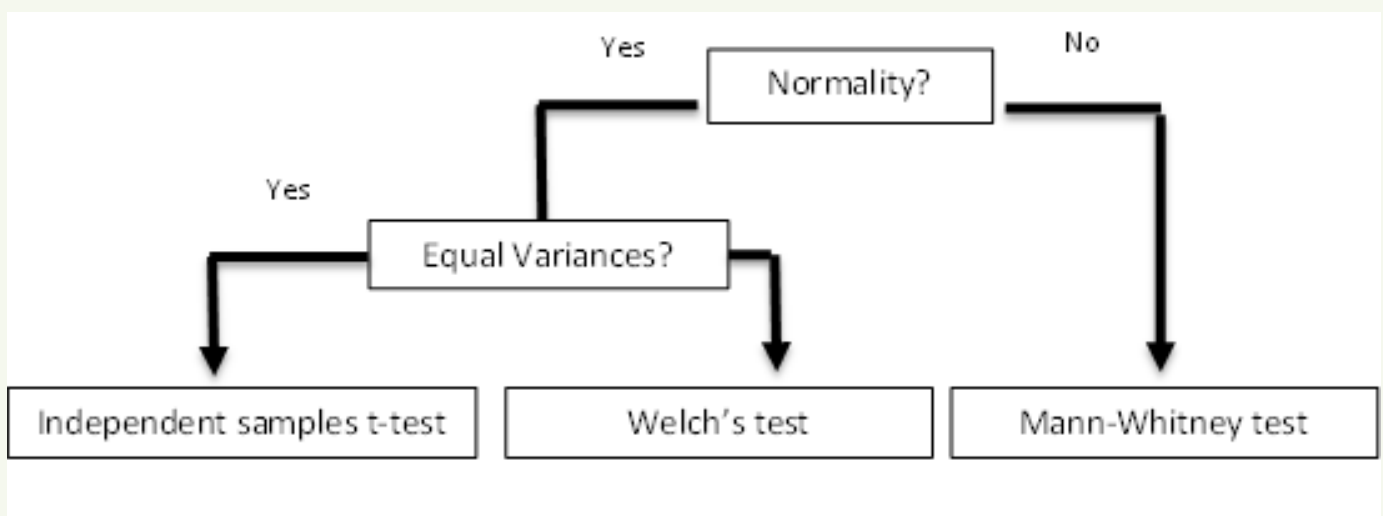 Yes
No
Normality?
Yes
Equal Variances?
Independent samples t-test
Welch’s test
Mann-Whitney test